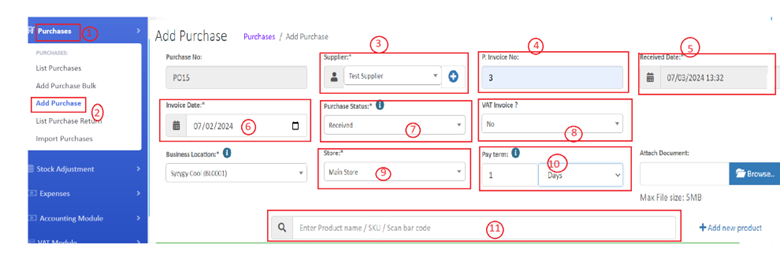 Purchases
1
PURCHASES:
List Purchases
Add Purchase Bulk
Add Purchase
2
List Purchase Return
Import Purchases
Stock Adjustment
Expenses
Accounting Module
VAT Module
Add Purchase Purchases / Add Purchase
3
4
5
Purchase No: Supplier:* P. Invoice No: Received Date:*
PO15 Test Supplier 3 07/03/2024 13:32
Invoice Date:* Purchase Status:* VAT Invoice ?
07/02/2024 6 Received 7 No 8
Business Location:* Store:* Pay term: Attach Document:
Main Store 9 1 Days 10 Browse..
Max File size: 5MB
Enter Product name / SKU / Scan bar code 11 Add new product